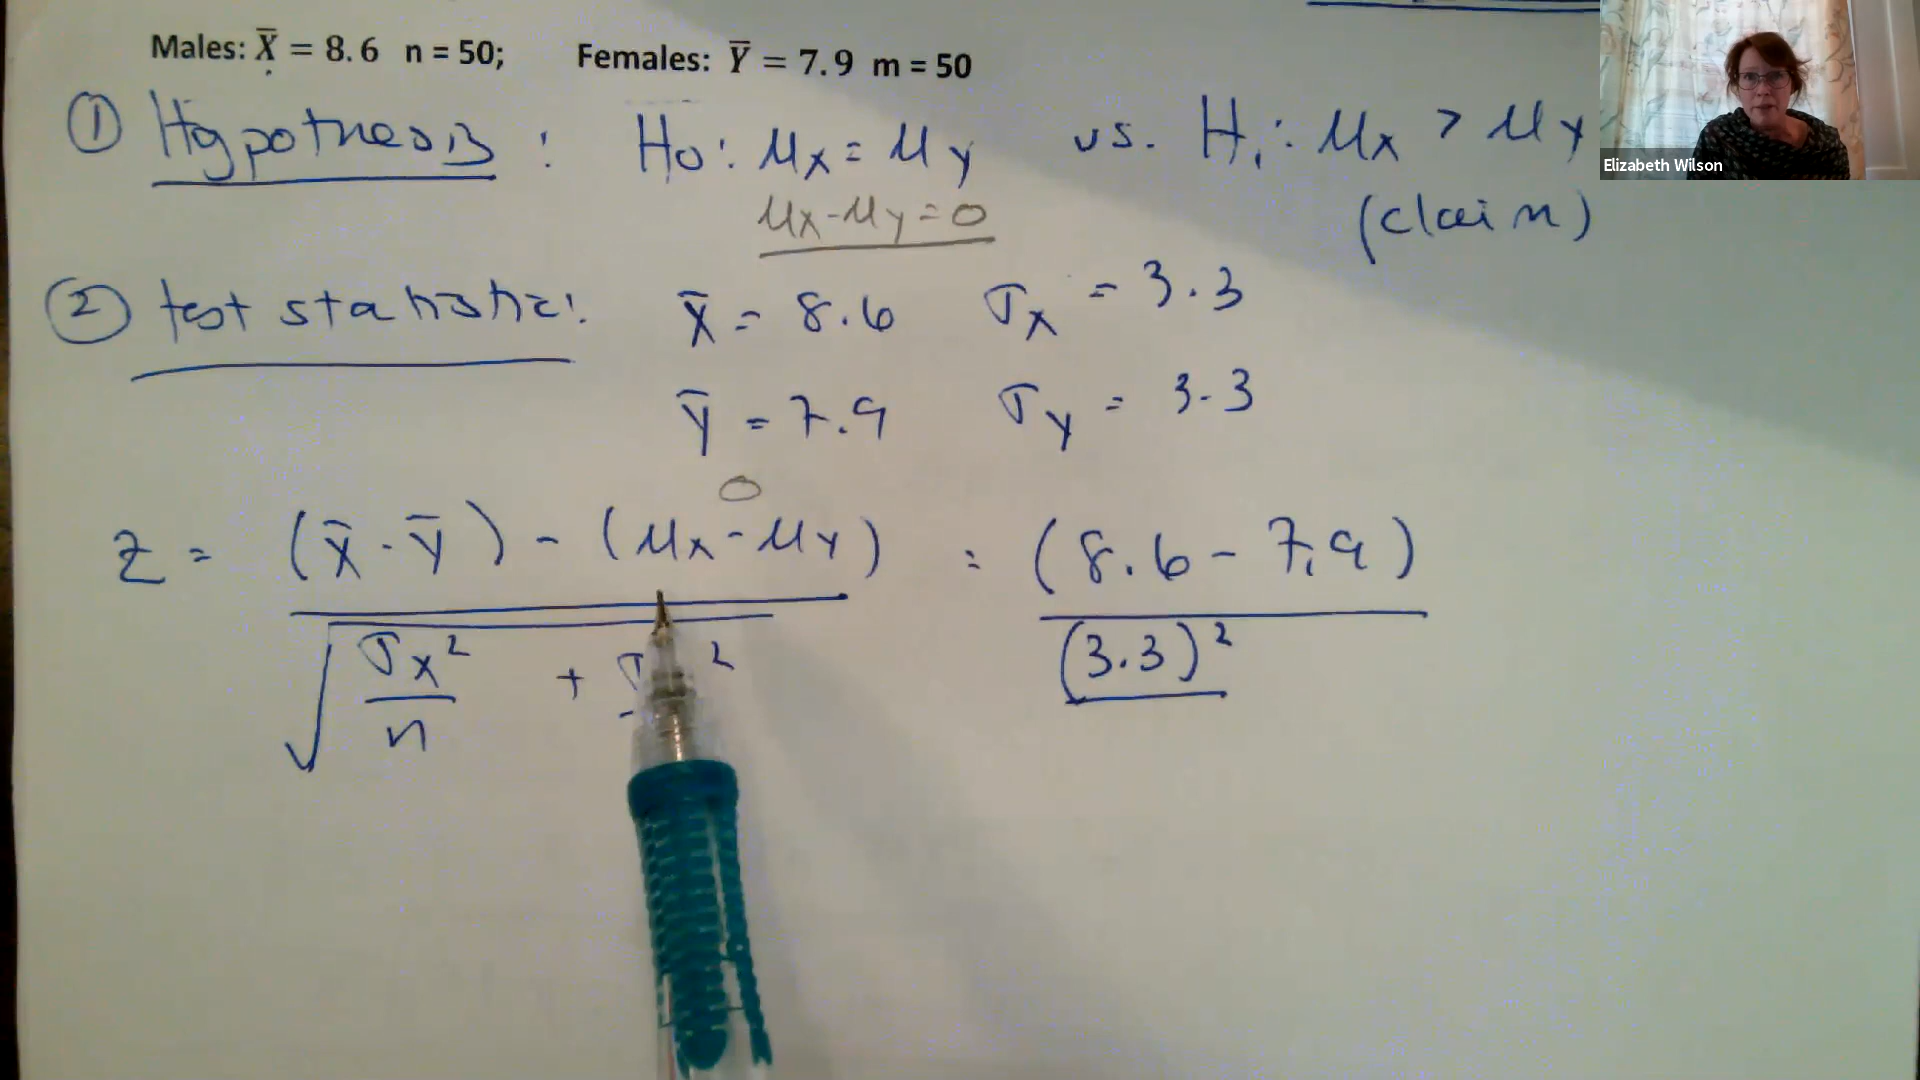 Males: X̄ = 8.6 n = 50; Females: Ȳ = 7.9 m = 50
① Hypothesis: H₀: μx = μy vs. H₁: μx > μy
Elizabeth Wilson
μx - μy = 0 (claim)
② test statistic: x̄ = 8.6 σx = 3.3
ȳ = 7.9 σy = 3.3
0
z = (x̄ - ȳ) - (μx - μy) = (8.6 - 7.9)
√ σx² + σ ² (3.3)²
n